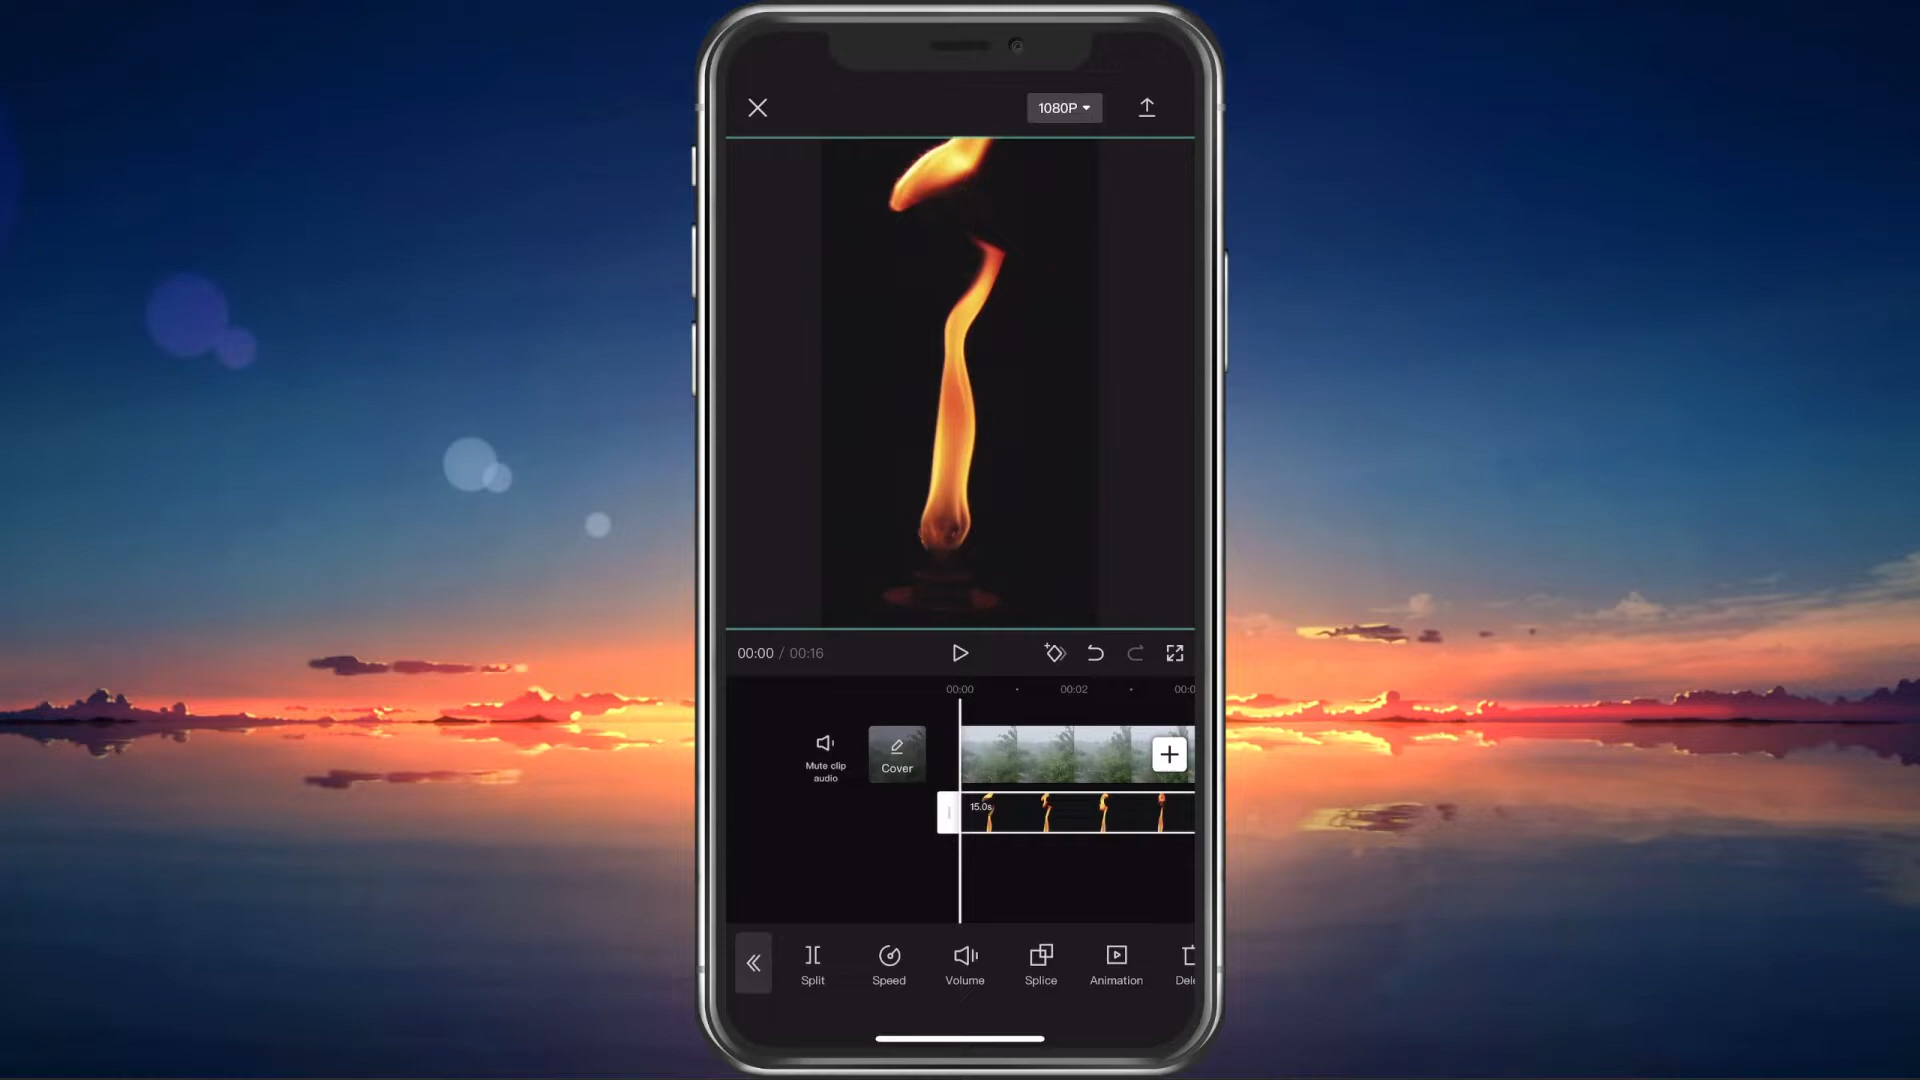 1080P
00:00 / 00:16
00:00
00:02
Mute clip
audio
Cover
15.0s
Split
Speed
Volume
Splice
Animation